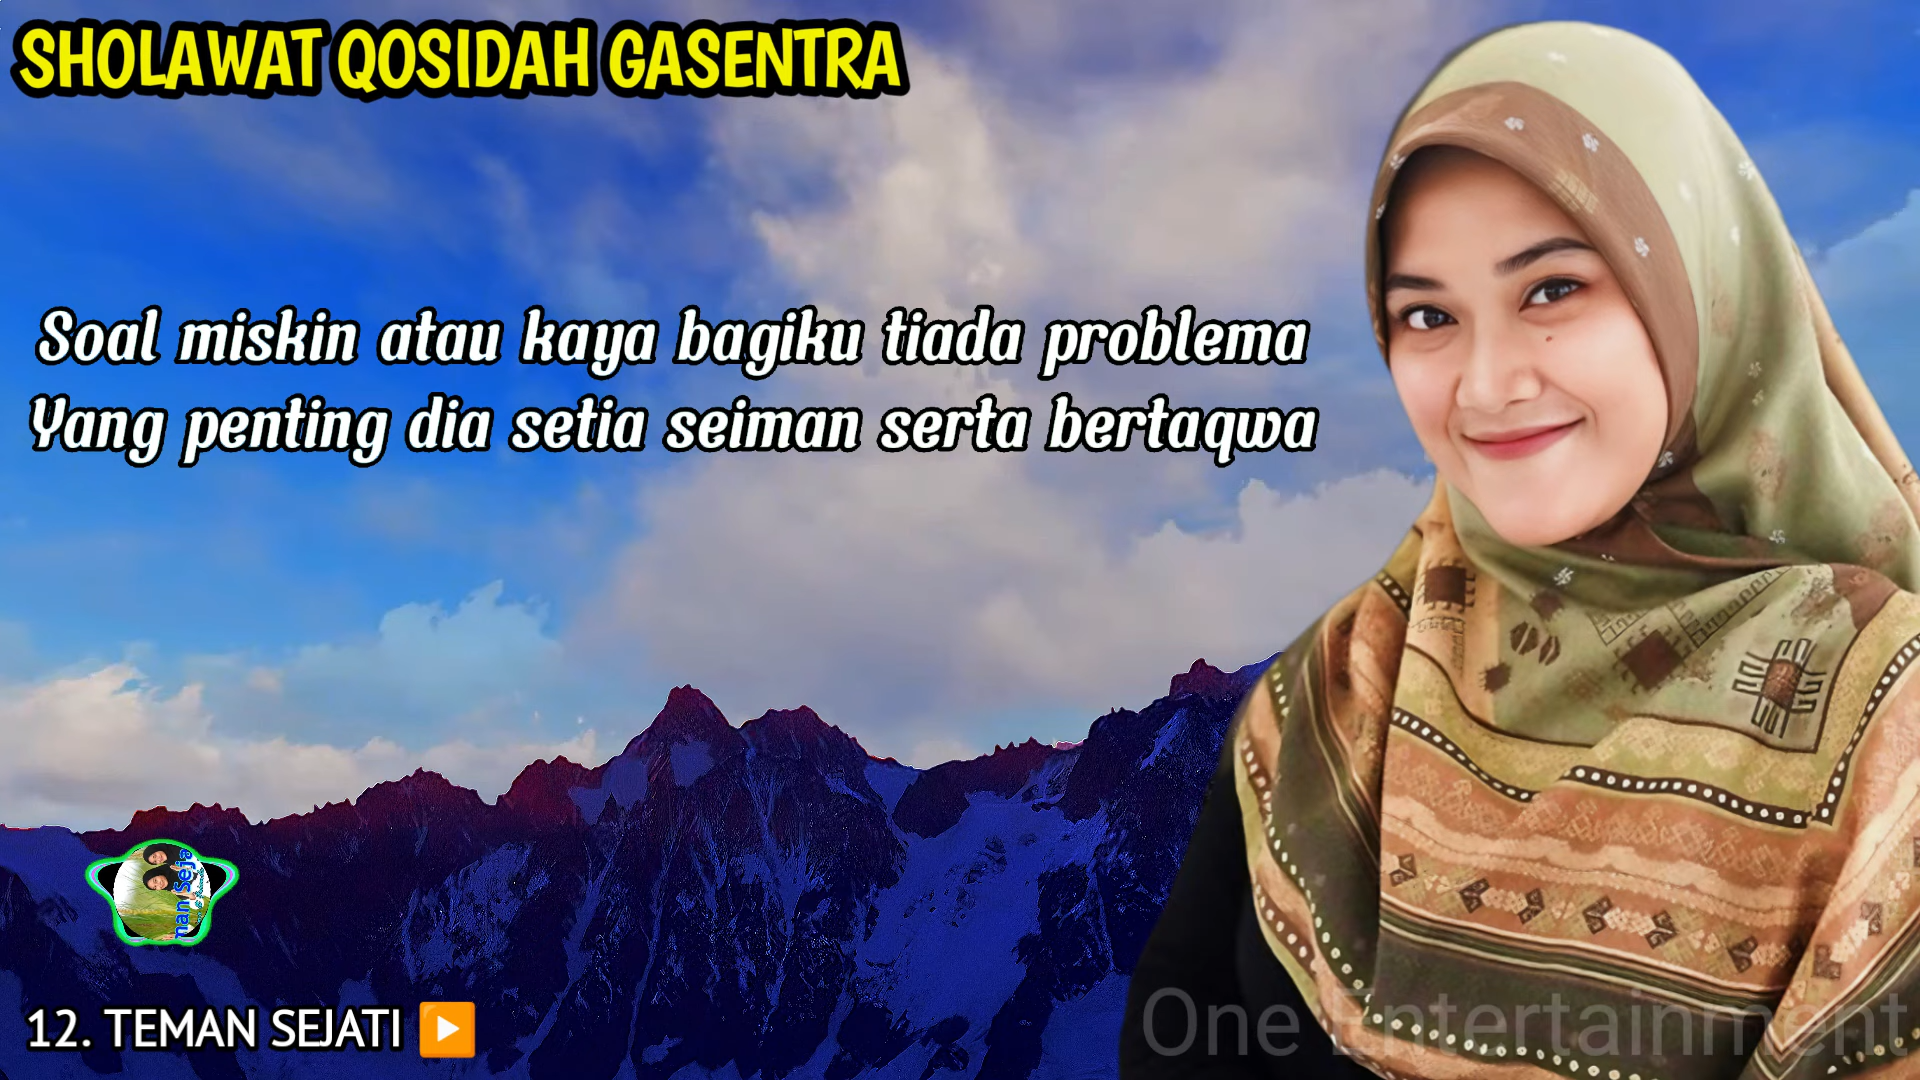 SHOLAWAT QOSIDAH GASENTRA
Soal miskin atau kaya bagiku tiada problema
Yang penting dia setia seiman serta bertaqwa
12. TEMAN SEJATI
One Entertainment